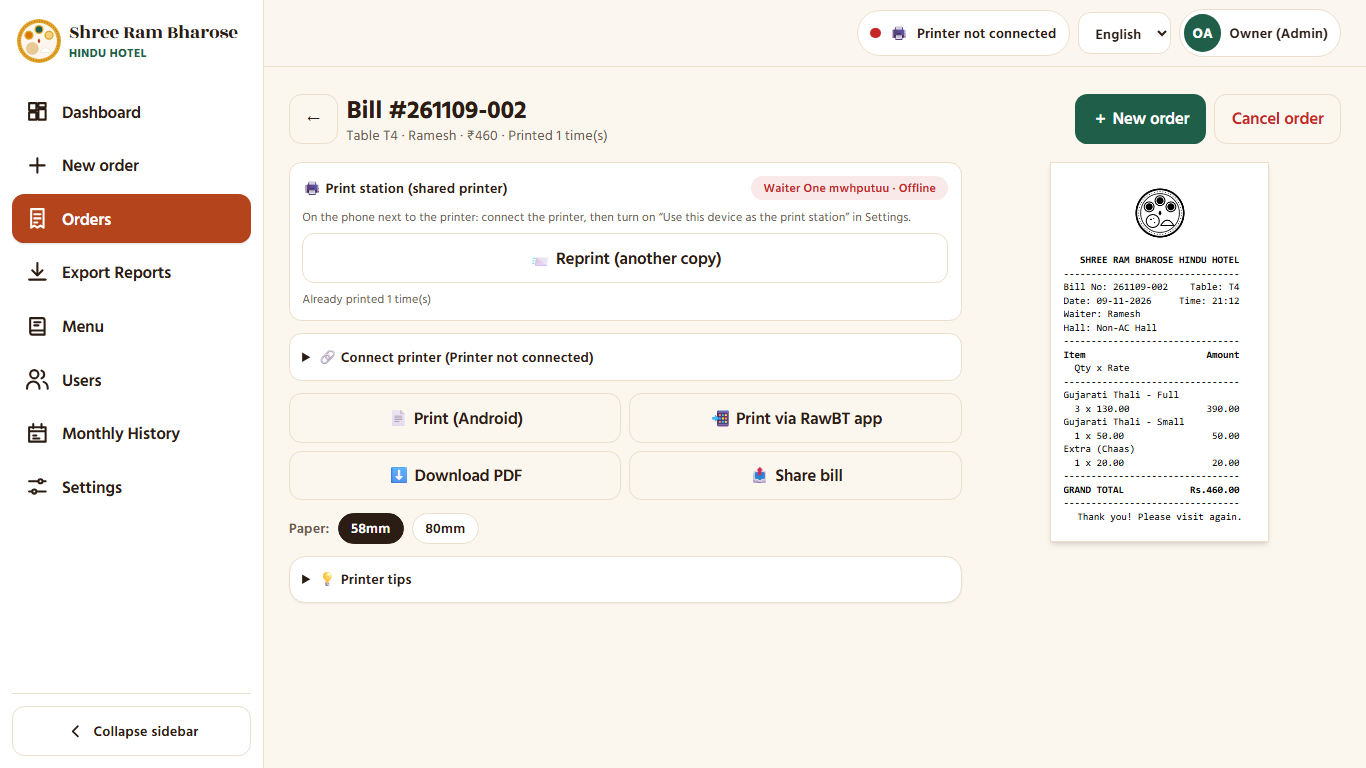 Shree Ram Bharose
HINDU HOTEL
Dashboard
New order
Orders
Export Reports
Menu
Users
Monthly History
Settings
Collapse sidebar
Printer not connected
English
OA Owner (Admin)
← Bill #261109-002
Table T4 · Ramesh · ₹460 · Printed 1 time(s)
+ New order
Cancel order
Print station (shared printer)
Waiter One mwhputuu · Offline
On the phone next to the printer: connect the printer, then turn on “Use this device as the print station” in Settings.
Reprint (another copy)
Already printed 1 time(s)
Connect printer (Printer not connected)
Print (Android)
Print via RawBT app
Download PDF
Share bill
Paper: 58mm 80mm
Printer tips
SHREE RAM BHAROSE HINDU HOTEL
--------------------------------
Bill No: 261109-002 Table: T4
Date: 09-11-2026 Time: 21:12
Waiter: Ramesh
Hall: Non-AC Hall
--------------------------------
Item Amount
Qty x Rate
--------------------------------
Gujarati Thali - Full
3 x 130.00 390.00
Gujarati Thali - Small
1 x 50.00 50.00
Extra (Chaas)
1 x 20.00 20.00
--------------------------------
GRAND TOTAL Rs.460.00
--------------------------------
Thank you! Please visit again.